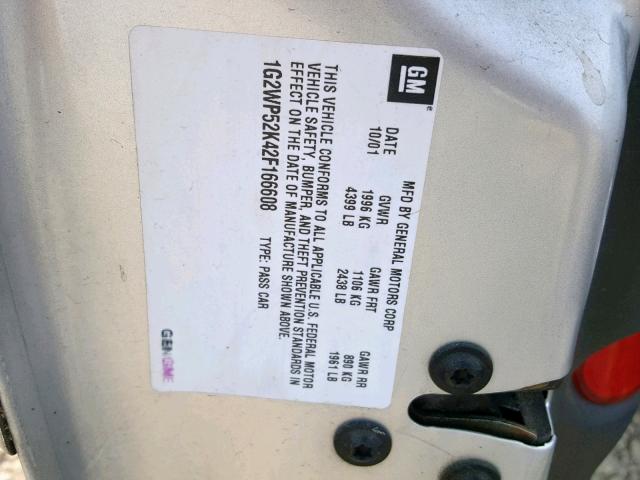 GM
MFD BY GENERAL MOTORS CORP
DATE GVWR GAWR FRT GAWR RR
10/01 1996 KG 1106 KG 890 KG
4399 LB 2438 LB 1961 LB
THIS VEHICLE CONFORMS TO ALL APPLICABLE U.S. FEDERAL MOTOR
VEHICLE SAFETY, BUMPER, AND THEFT PREVENTION STANDARDS IN
EFFECT ON THE DATE OF MANUFACTURE SHOWN ABOVE.
1G2WP52K42F166608 TYPE: PASS CAR